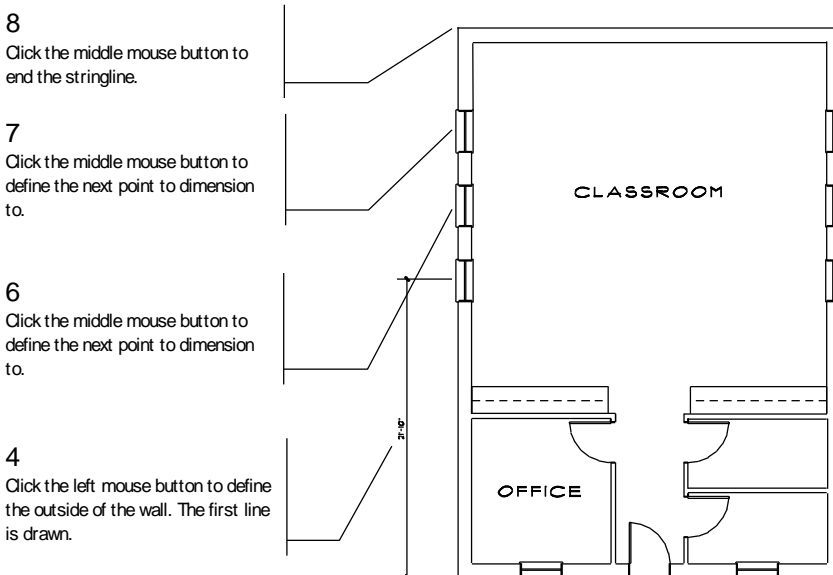 8
Click the middle mouse button to
end the stringline.
7
Click the middle mouse button to
define the next point to dimension
to.
6
Click the middle mouse button to
define the next point to dimension
to.
4
Click the left mouse button to define
the outside of the wall. The first line
is drawn.
CLASSROOM
OFFICE